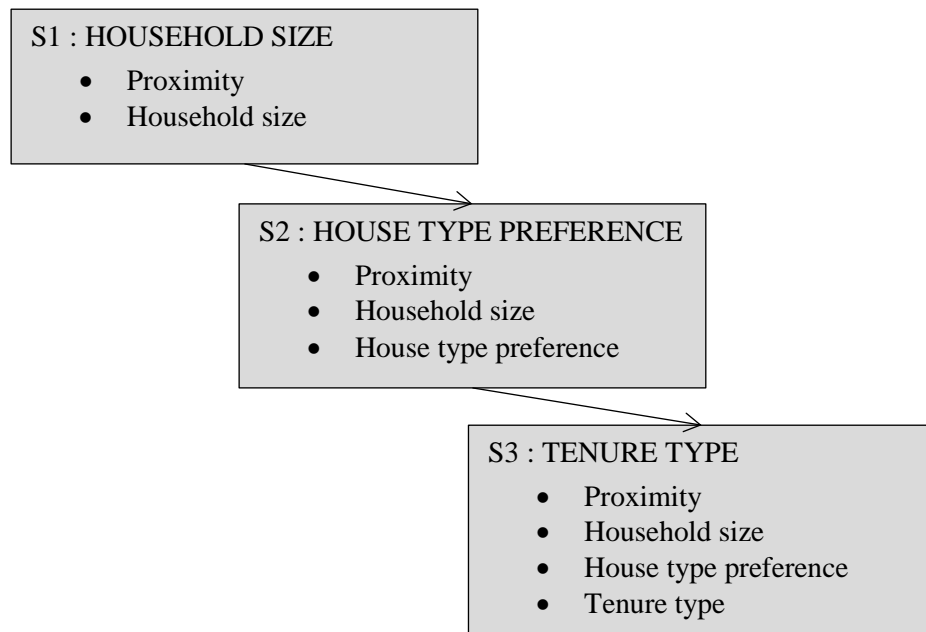 S1 : HOUSEHOLD SIZE
• Proximity
• Household size
S2 : HOUSE TYPE PREFERENCE
• Proximity
• Household size
• House type preference
S3 : TENURE TYPE
• Proximity
• Household size
• House type preference
• Tenure type